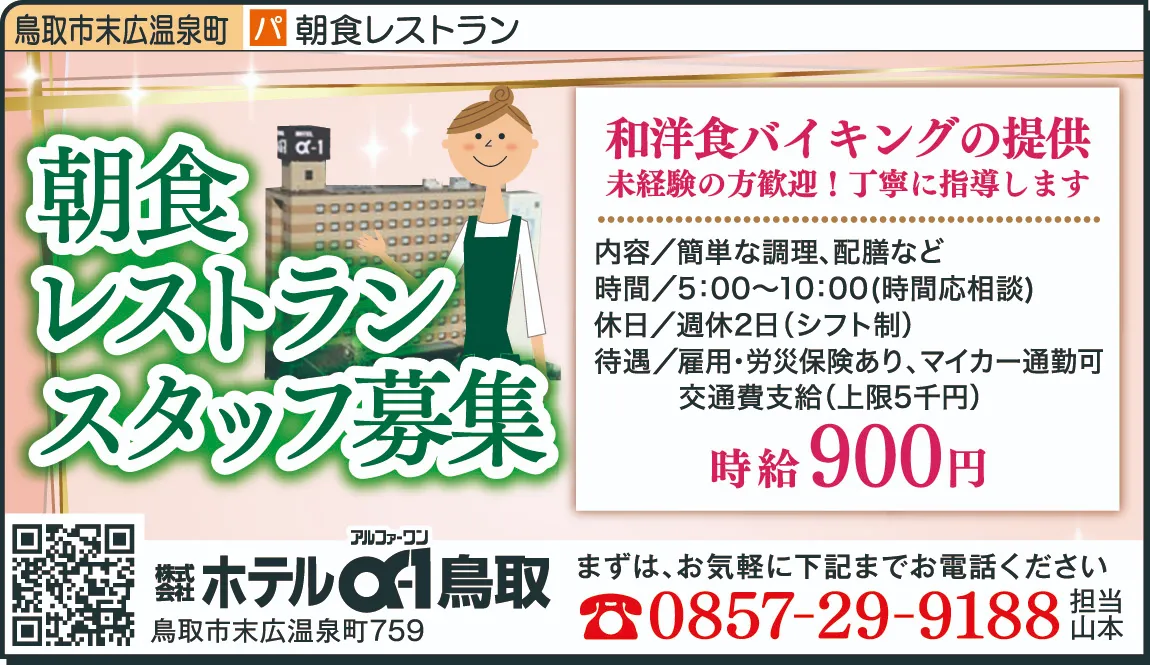 鳥取市末広温泉町 パ 朝食レストラン
朝食
レストラン
スタッフ募集
α-1
和洋食バイキングの提供
未経験の方歓迎！丁寧に指導します
内容／簡単な調理、配膳など
時間／5：00〜10：00(時間応相談)
休日／週休2日（シフト制）
待遇／雇用・労災保険あり、マイカー通勤可
交通費支給（上限5千円）
時給900円
アルファーワン
株式会社ホテルα-1鳥取
鳥取市末広温泉町759
まずは、お気軽に下記までお電話ください
☎0857-29-9188 担当
山本